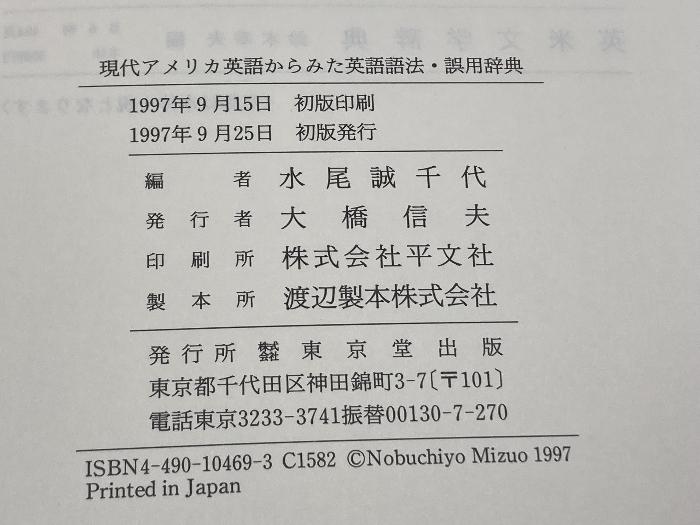 現代アメリカ英語からみた英語語法・誤用辞典
1997年9月15日 初版印刷
1997年9月25日 初版発行
編者 水尾誠千代
発行者 大橋信夫
印刷所 株式会社平文社
製本所 渡辺製本株式会社
発行所 株式会社 東京堂出版
東京都千代田区神田錦町3-7〔〒101〕
電話東京3233-3741振替00130-7-270
ISBN4-490-10469-3 C1582 ©Nobuchiyo Mizuo 1997
Printed in Japan